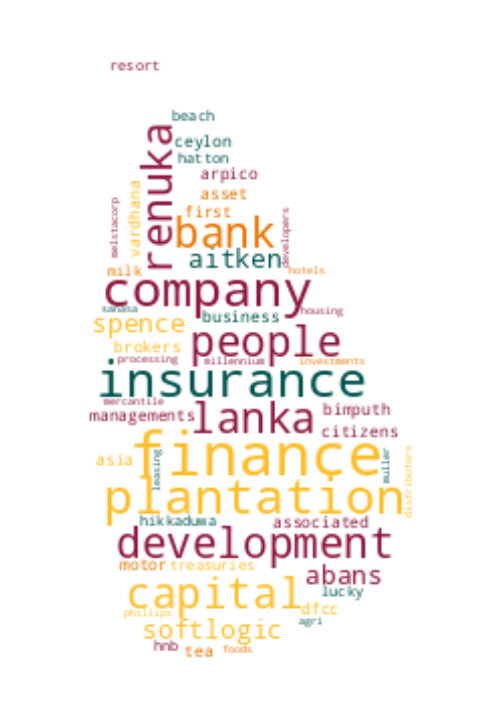 resort
beach
renuka
ceylon
hatton
arpico
vardhana
asset
melstacorp
first
developers
bank
aitken
milk
hotels
company
sanasa
housing
business
spence
people
brokers
processing
millennium
investments
insurance
mercantile
managements
lanka
bimputh
citizens
finance
asia
leasing
muller
distributors
plantation
hikkaduwa
associated
development
motor
treasuries
abans
capital
lucky
phillips
dfcc
agri
softlogic
hnb
tea
foods